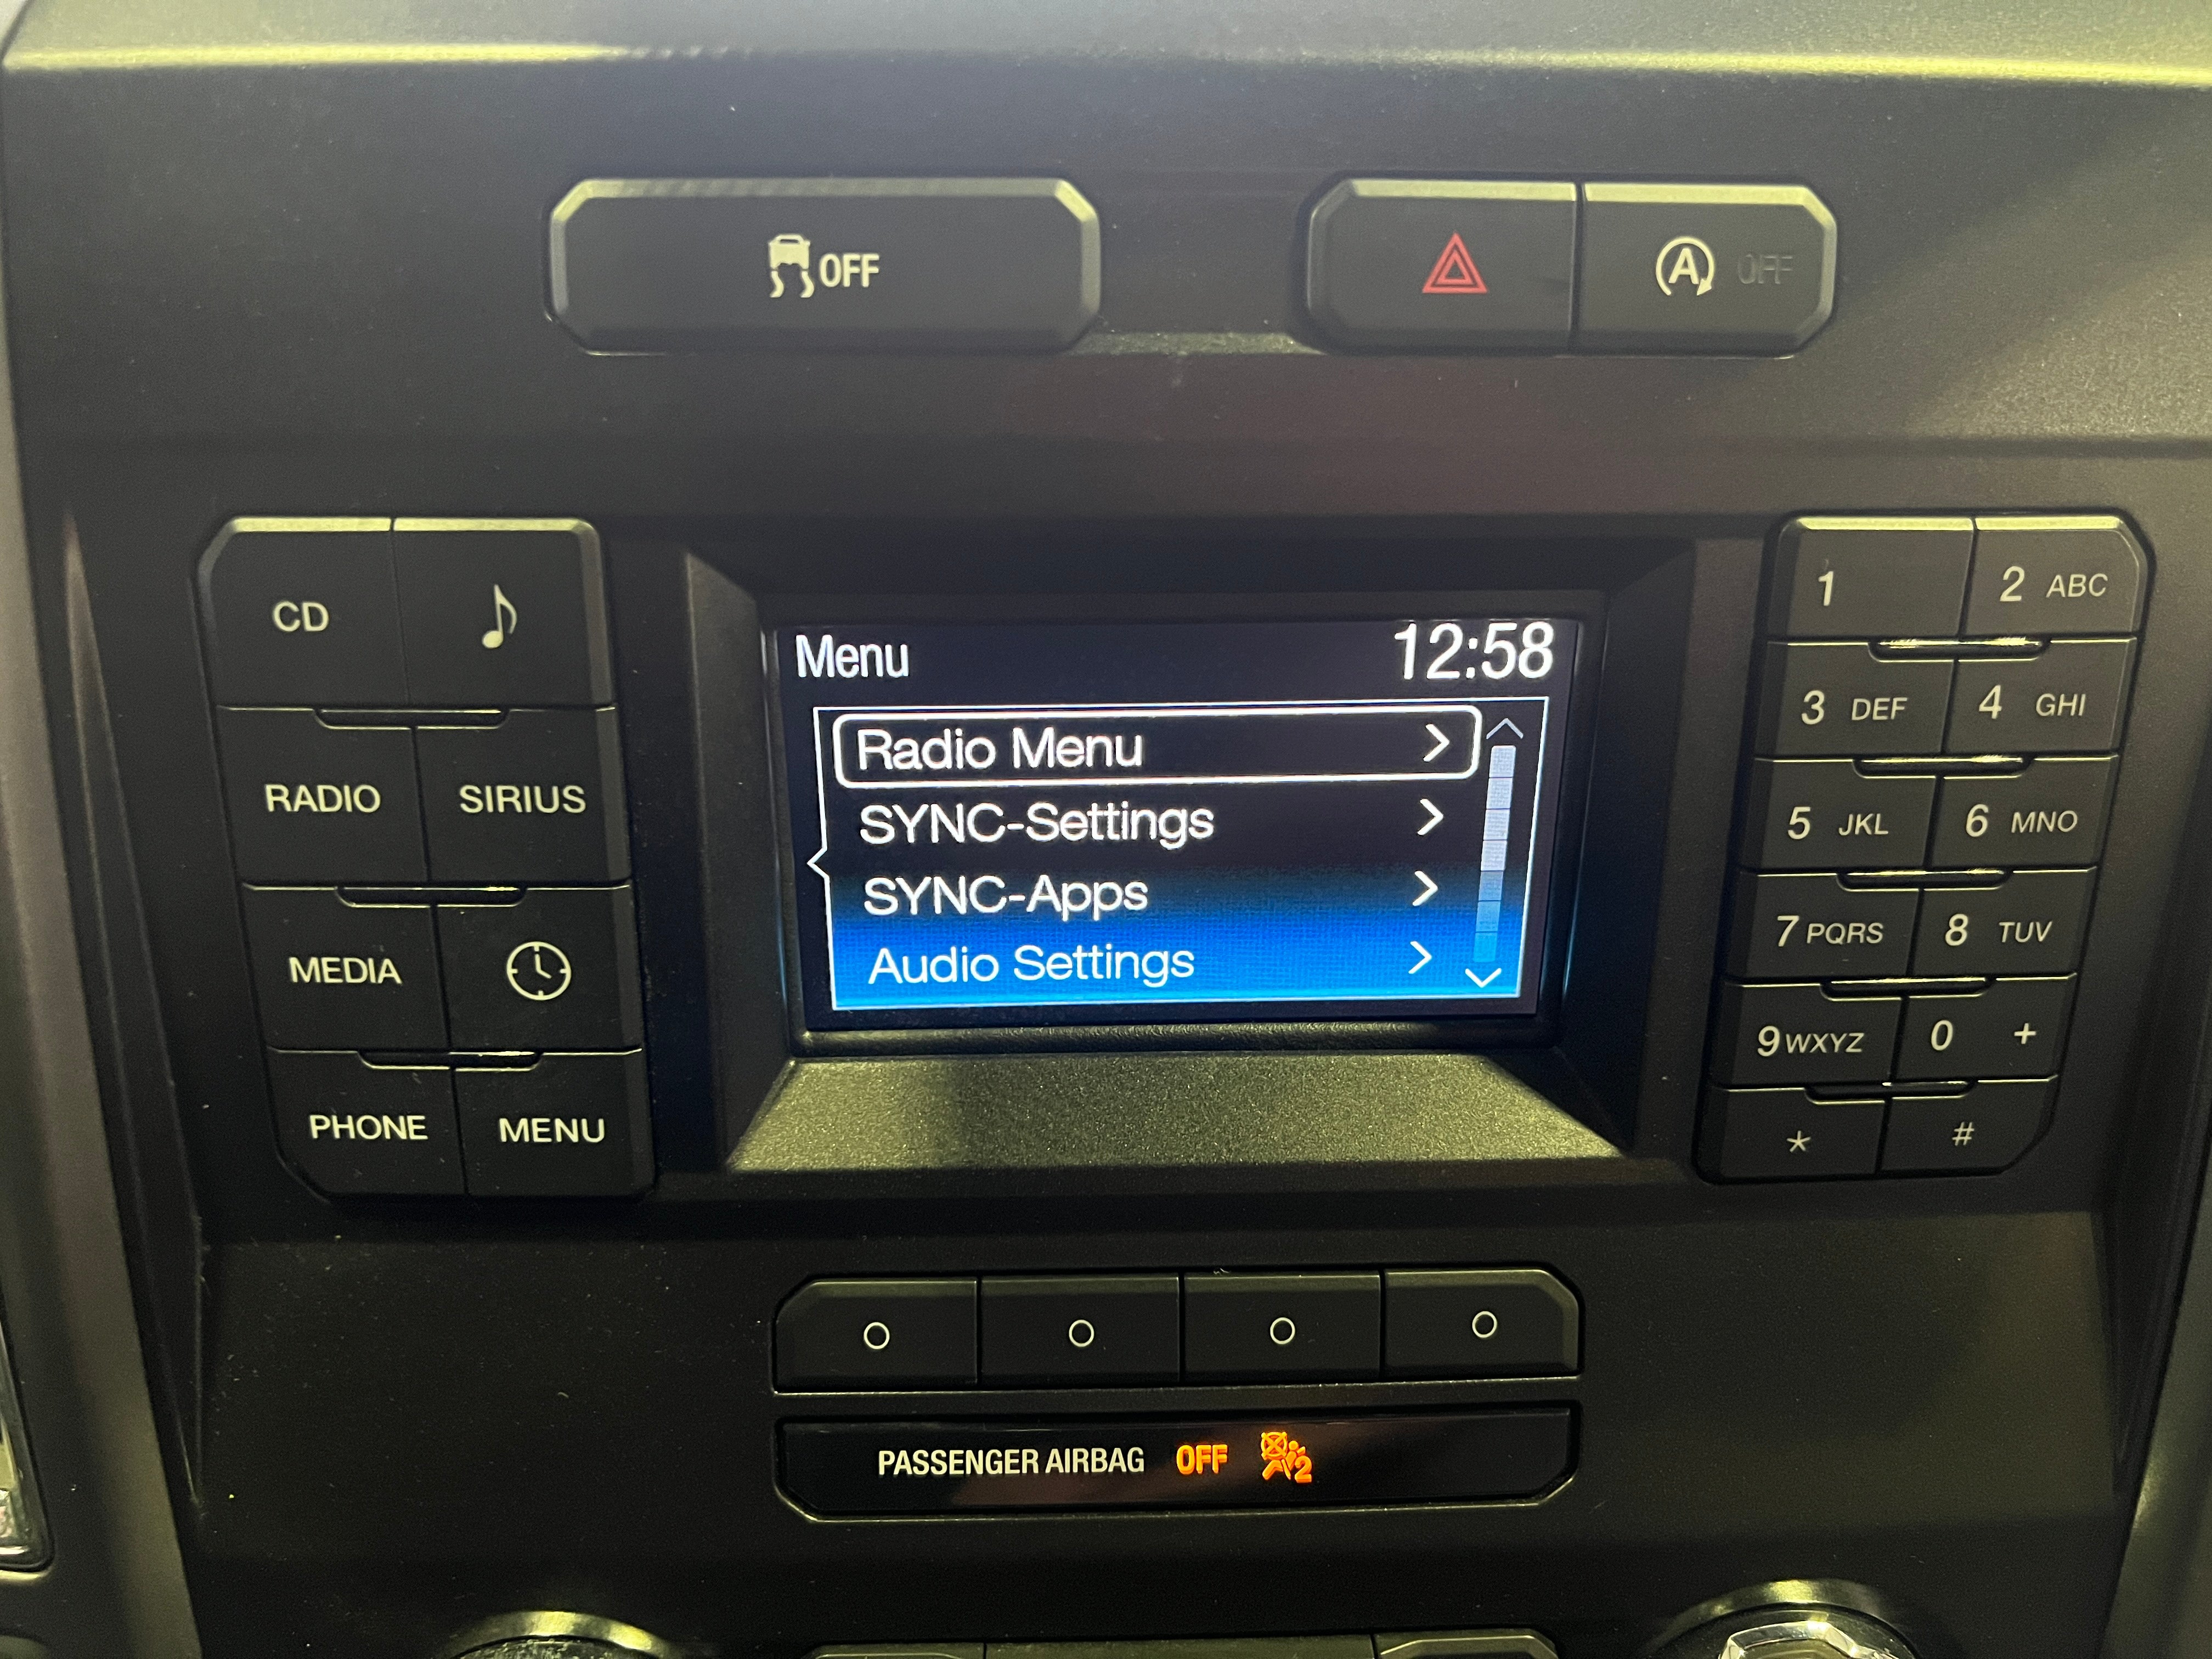 OFF
A OFF
CD
RADIO SIRIUS
MEDIA
PHONE MENU
Menu 12:58
Radio Menu >
SYNC-Settings >
SYNC-Apps >
Audio Settings >
1 2 ABC
3 DEF 4 GHI
5 JKL 6 MNO
7 PQRS 8 TUV
9 WXYZ 0 +
* #
PASSENGER AIRBAG OFF 2